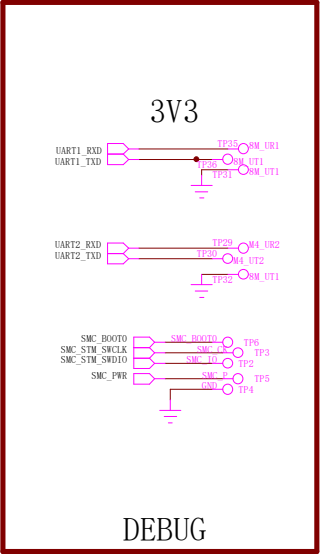 3V3
UART1_RXD TP35 8M_UR1
UART1_TXD TP36 8M_UT1
TP31 8M_UT1
UART2_RXD TP29 M4_UR2
UART2_TXD TP30 M4_UT2
TP32 8M_UT1
SMC_BOOT0 SMC_BOOT0 TP6
SMC_STM_SWCLK SMC_CK TP3
SMC_STM_SWDIO SMC_IO TP2
SMC_PWR SMC_P TP5
GND TP4
DEBUG